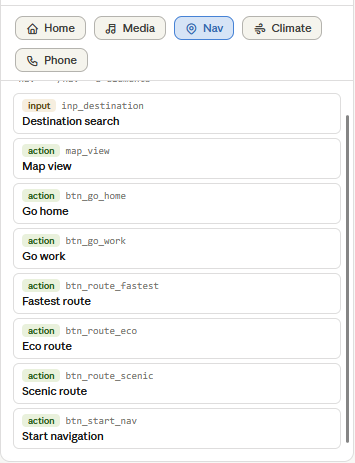 Home
Media
Nav
Climate
Phone
input inp_destination
Destination search
action map_view
Map view
action btn_go_home
Go home
action btn_go_work
Go work
action btn_route_fastest
Fastest route
action btn_route_eco
Eco route
action btn_route_scenic
Scenic route
action btn_start_nav
Start navigation